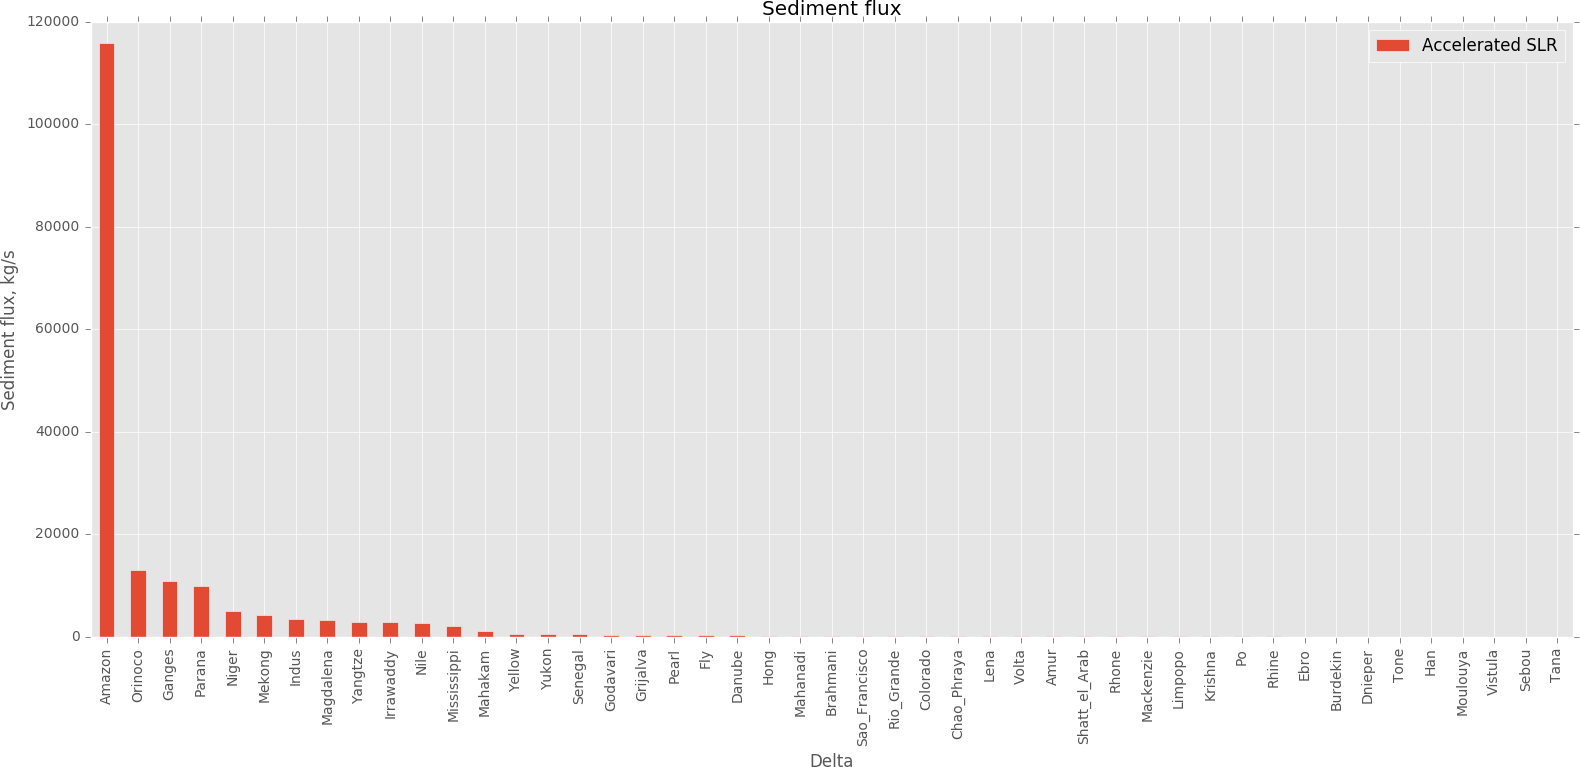 Sediment flux
Accelerated SLR
Sediment flux, kg/s
120000
100000
80000
60000
40000
20000
0
Amazon
Orinoco
Ganges
Parana
Niger
Mekong
Indus
Magdalena
Yangtze
Irrawaddy
Nile
Mississippi
Mahakam
Yellow
Yukon
Senegal
Godavari
Grijalva
Pearl
Fly
Danube
Hong
Mahanadi
Brahmani
Sao_Francisco
Rio_Grande
Colorado
Chao_Phraya
Lena
Volta
Amur
Shatt_el_Arab
Rhone
Mackenzie
Limpopo
Krishna
Po
Rhine
Ebro
Burdekin
Dnieper
Tone
Han
Moulouya
Vistula
Sebou
Tana
Delta